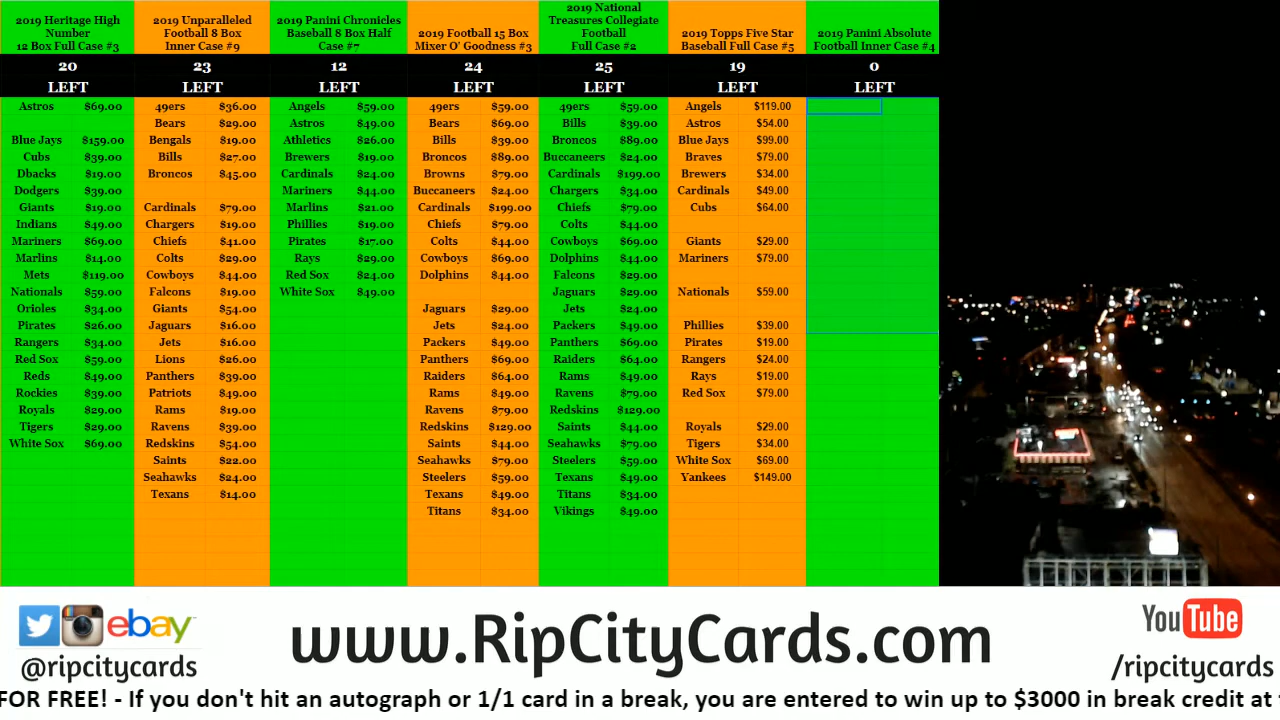 2019 Heritage High
Number
12 Box Full Case #3
20
LEFT
Astros $69.00
Blue Jays $159.00
Cubs $39.00
Dbacks $19.00
Dodgers $39.00
Giants $19.00
Indians $49.00
Mariners $69.00
Marlins $14.00
Mets $119.00
Nationals $59.00
Orioles $34.00
Pirates $26.00
Rangers $34.00
Red Sox $59.00
Reds $49.00
Rockies $39.00
Royals $29.00
Tigers $29.00
White Sox $69.00
2019 Unparalleled
Football 8 Box
Inner Case #9
23
LEFT
49ers $36.00
Bears $29.00
Bengals $19.00
Bills $27.00
Broncos $45.00
Cardinals $79.00
Chargers $19.00
Chiefs $41.00
Colts $29.00
Cowboys $44.00
Falcons $19.00
Giants $54.00
Jaguars $16.00
Jets $16.00
Lions $26.00
Panthers $39.00
Patriots $49.00
Rams $19.00
Ravens $39.00
Redskins $54.00
Saints $22.00
Seahawks $24.00
Texans $14.00
2019 Panini Chronicles
Baseball 8 Box Half
Case #7
12
LEFT
Angels $59.00
Astros $49.00
Athletics $26.00
Brewers $19.00
Cardinals $24.00
Mariners $44.00
Marlins $21.00
Phillies $19.00
Pirates $17.00
Rays $29.00
Red Sox $24.00
White Sox $49.00
2019 Football 15 Box
Mixer O' Goodness #3
24
LEFT
49ers $59.00
Bears $69.00
Bills $39.00
Broncos $89.00
Browns $79.00
Buccaneers $24.00
Cardinals $199.00
Chiefs $79.00
Colts $44.00
Cowboys $69.00
Dolphins $44.00
Jaguars $29.00
Jets $24.00
Packers $49.00
Panthers $69.00
Raiders $64.00
Rams $49.00
Ravens $79.00
Redskins $129.00
Saints $44.00
Seahawks $79.00
Steelers $59.00
Texans $49.00
Titans $34.00
2019 National
Treasures Collegiate
Football
Full Case #2
25
LEFT
49ers $59.00
Bills $39.00
Broncos $89.00
Buccaneers $24.00
Cardinals $199.00
Chargers $34.00
Chiefs $79.00
Colts $44.00
Cowboys $69.00
Dolphins $44.00
Falcons $29.00
Jaguars $29.00
Jets $24.00
Packers $49.00
Panthers $69.00
Raiders $64.00
Rams $49.00
Ravens $79.00
Redskins $129.00
Saints $44.00
Seahawks $79.00
Steelers $59.00
Texans $49.00
Titans $34.00
Vikings $49.00
2019 Topps Five Star
Baseball Full Case #5
19
LEFT
Angels $119.00
Astros $54.00
Blue Jays $99.00
Braves $79.00
Brewers $34.00
Cardinals $49.00
Cubs $64.00
Giants $29.00
Mariners $79.00
Nationals $59.00
Phillies $39.00
Pirates $19.00
Rangers $24.00
Rays $19.00
Red Sox $79.00
Royals $29.00
Tigers $34.00
White Sox $69.00
Yankees $149.00
2019 Panini Absolute
Football Inner Case #4
0
LEFT
ebay
@ripcitycards
www.RipCityCards.com
YouTube
/ripcitycards
FOR FREE! - If you don't hit an autograph or 1/1 card in a break, you are entered to win up to $3000 in break credit at